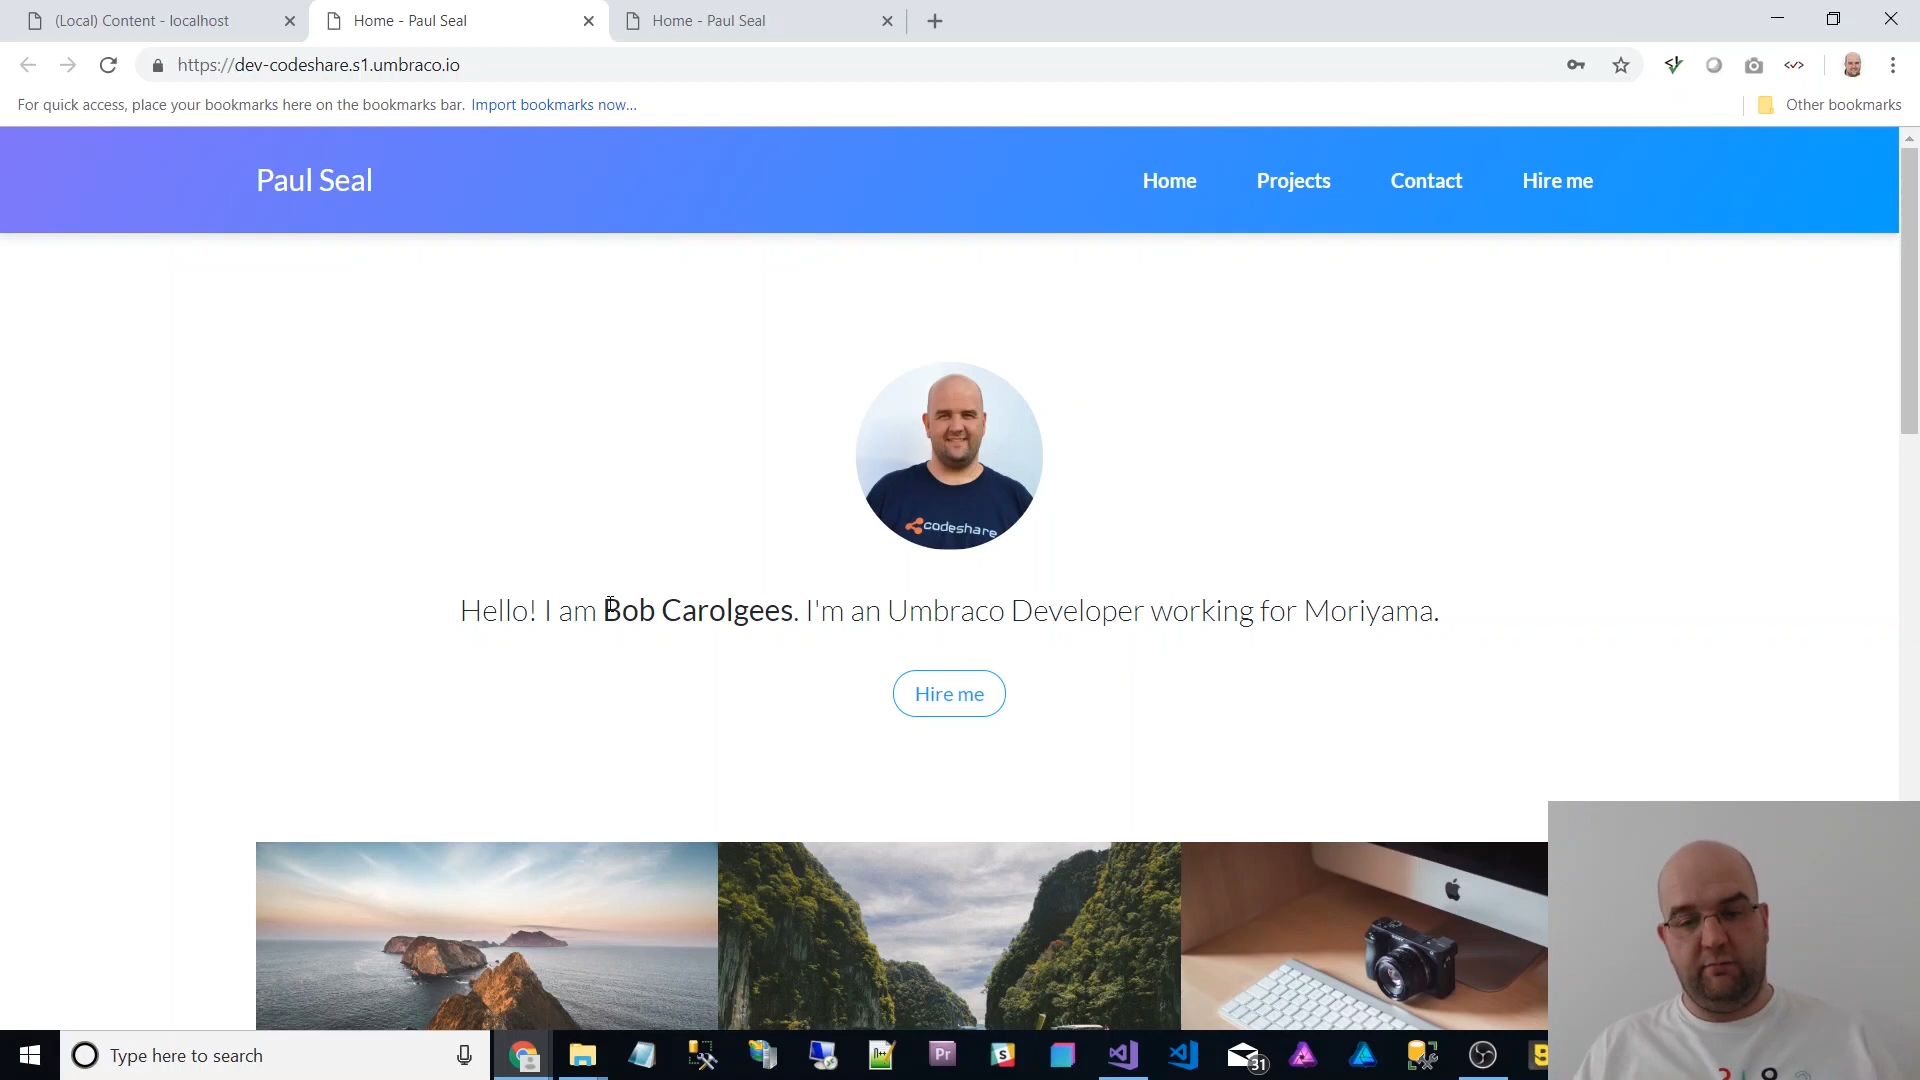 (Local) Content - localhost
Home - Paul Seal
Home - Paul Seal
https://dev-codeshare.s1.umbraco.io
For quick access, place your bookmarks here on the bookmarks bar. Import bookmarks now...
Other bookmarks
Paul Seal
Home
Projects
Contact
Hire me
codeshare
Hello! I am Bob Carolgees. I'm an Umbraco Developer working for Moriyama.
Hire me
Type here to search
Pr
S
31